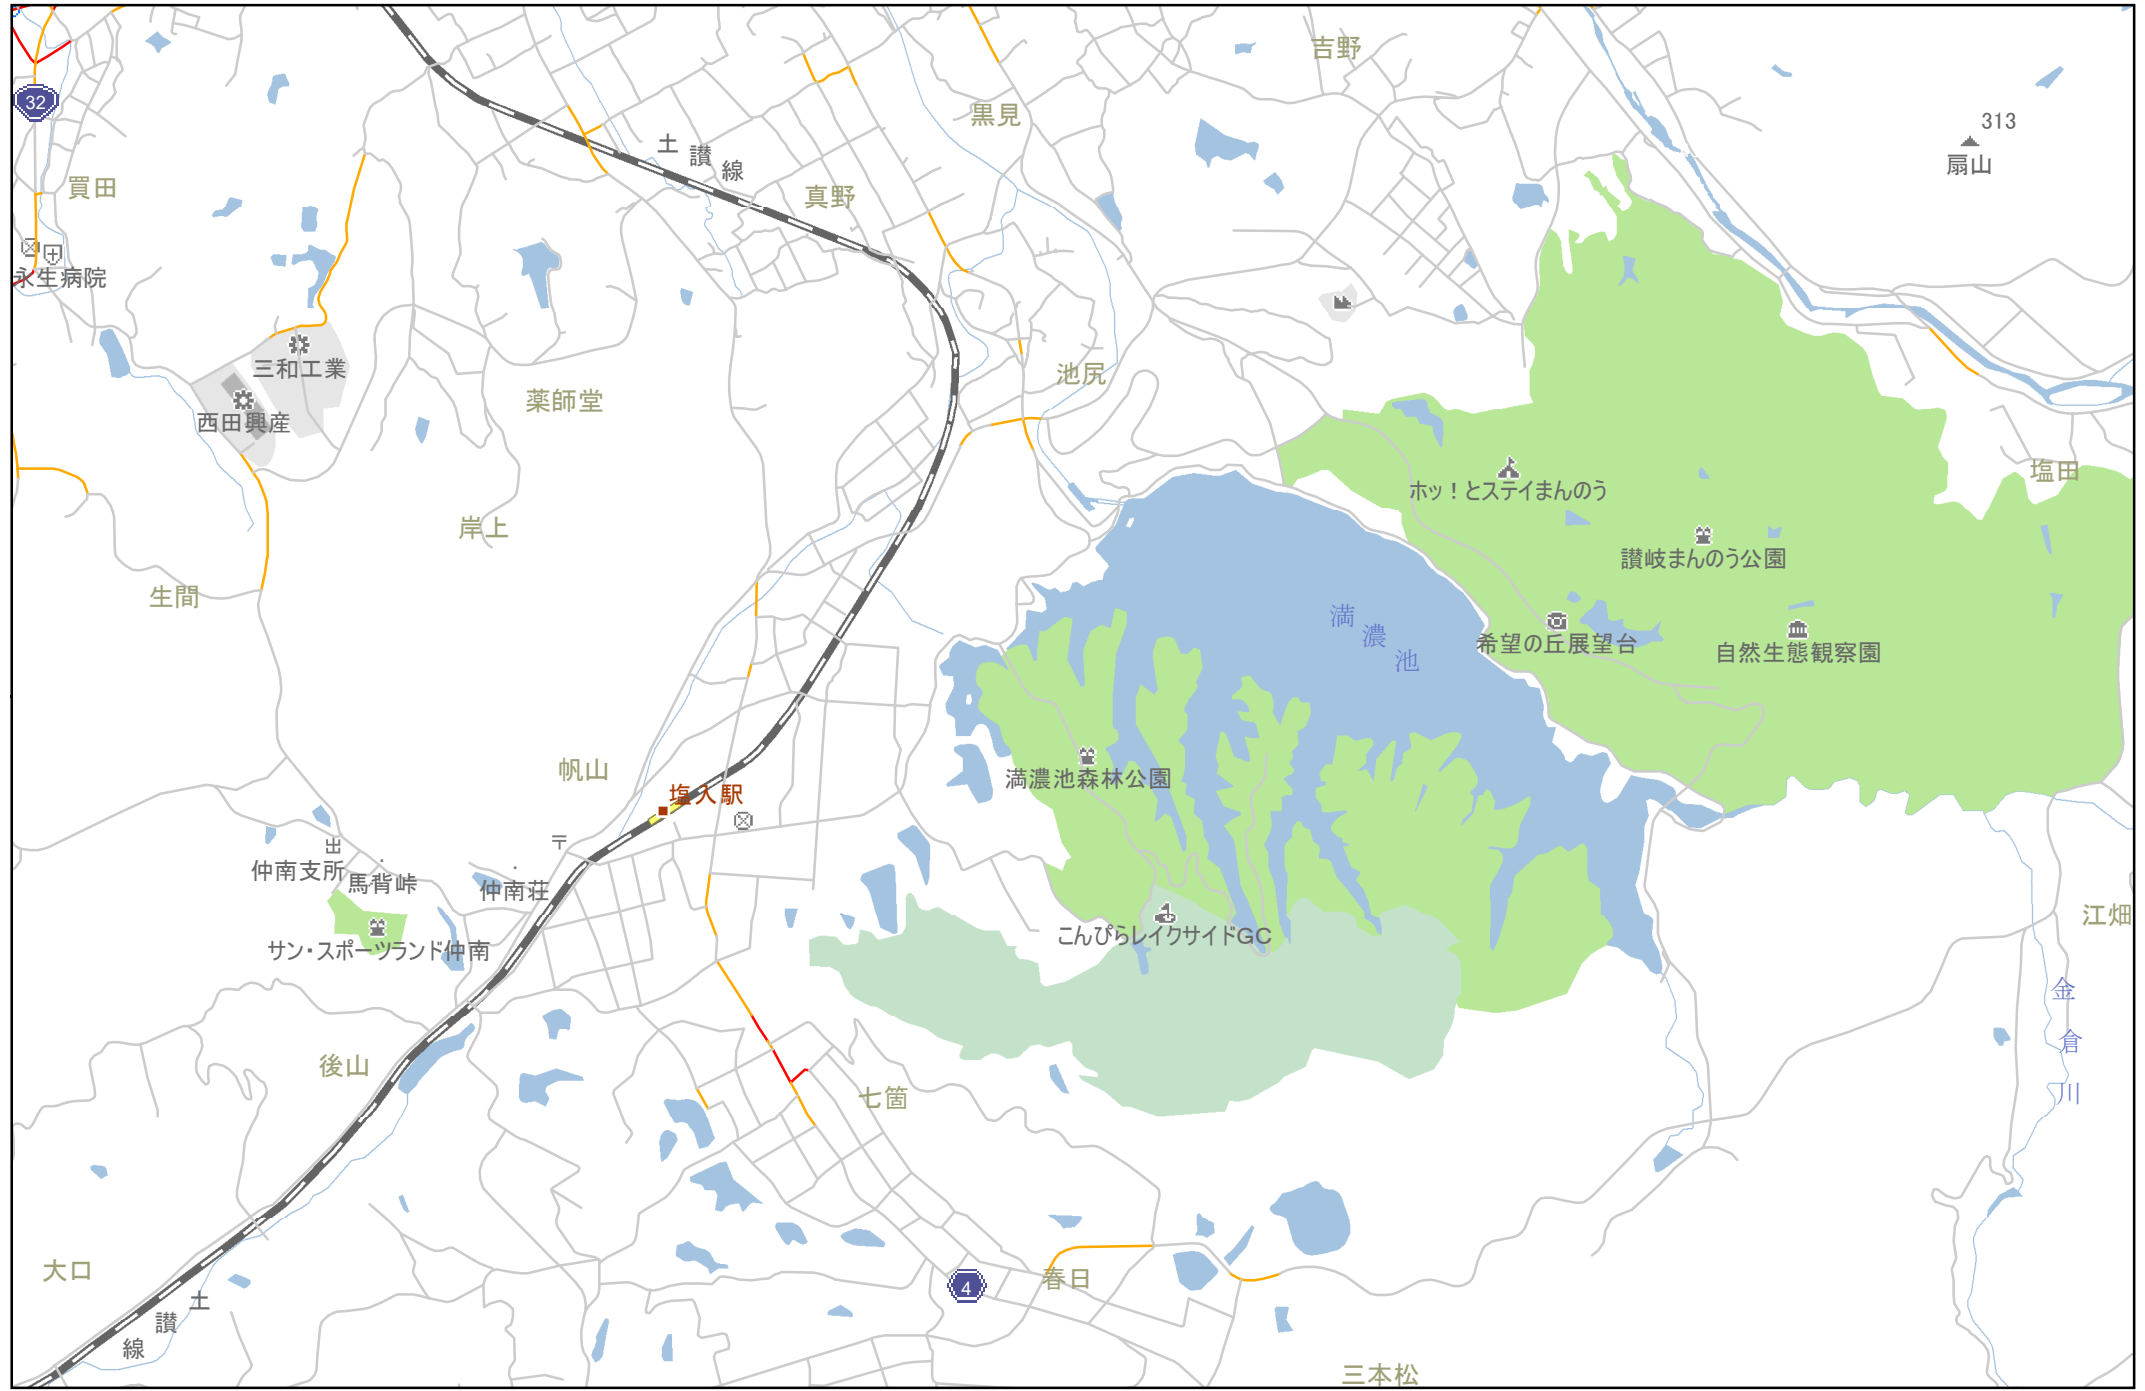 吉野
32
黒見
313
扇山
土讃線
買田
真野
永生病院
三和工業
池尻
西田興産
薬師堂
塩田
ホッ！とステイまんのう
岸上
讃岐まんのう公園
生間
満濃池
希望の丘展望台
自然生態観察園
帆山
満濃池森林公園
塩入駅
〒
出
仲南支所
馬背峠
仲南荘
江畑
サン・スポーツランド仲南
こんぴらレイクサイドGC
金倉川
後山
七箇
大口
春日
4
土讃線
三本松